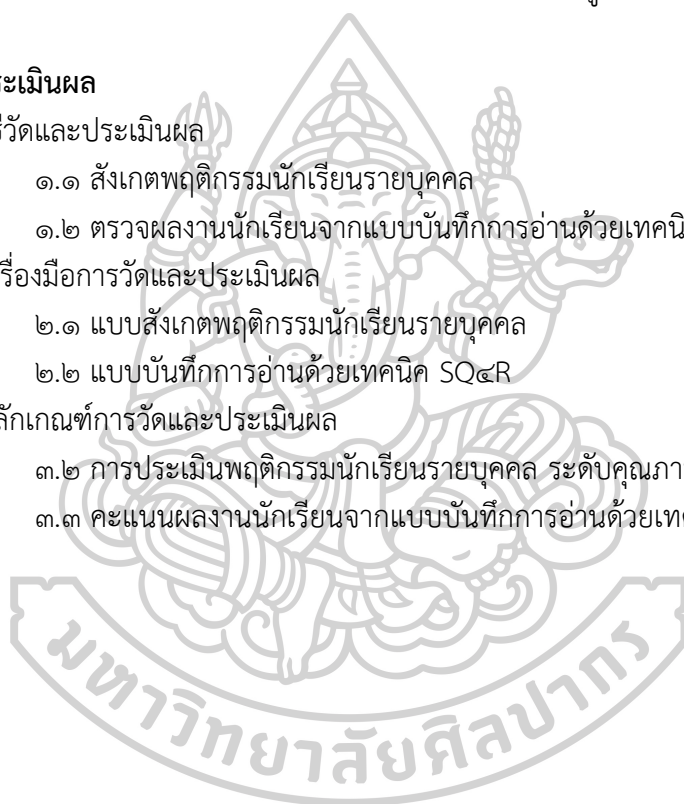 ระเมินผล
ธีวัดและประเมินผล
๑.๑ สังเกตพฤติกรรมนักเรียนรายบุคคล
๑.๒ ตรวจผลงานนักเรียนจากแบบบันทึกการอ่านด้วยเทคนิ
รื่องมือการวัดและประเมินผล
๒.๑ แบบสังเกตพฤติกรรมนักเรียนรายบุคคล
๒.๒ แบบบันทึกการอ่านด้วยเทคนิค SQ๔R
ลักเกณฑ์การวัดและประเมินผล
๓.๒ การประเมินพฤติกรรมนักเรียนรายบุคคล ระดับคุณภา
๓.๓ คะแนนผลงานนักเรียนจากแบบบันทึกการอ่านด้วยเท
มหาวิทยาลัยศิลปากร